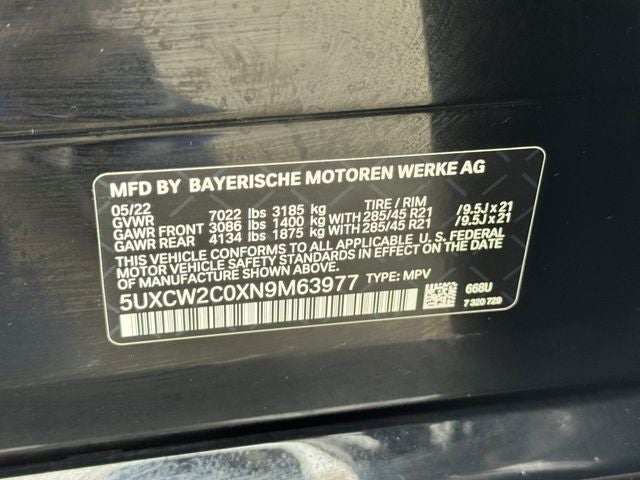 MFD BY BAYERISCHE MOTOREN WERKE AG
05/22 TIRE / RIM
GVWR 7022 lbs 3185 kg
GAWR FRONT 3086 lbs 1400 kg WITH 285/45 R21 /9.5J x 21
GAWR REAR 4134 lbs 1875 kg WITH 285/45 R21 /9.5J x 21
THIS VEHICLE CONFORMS TO ALL APPLICABLE U. S. FEDERAL
MOTOR VEHICLE SAFETY STANDARDS IN EFFECT ON THE DATE
OF MANUFACTURE SHOWN ABOVE.
5UXCW2C0XN9M63977 TYPE: MPV
668U
7 320 729